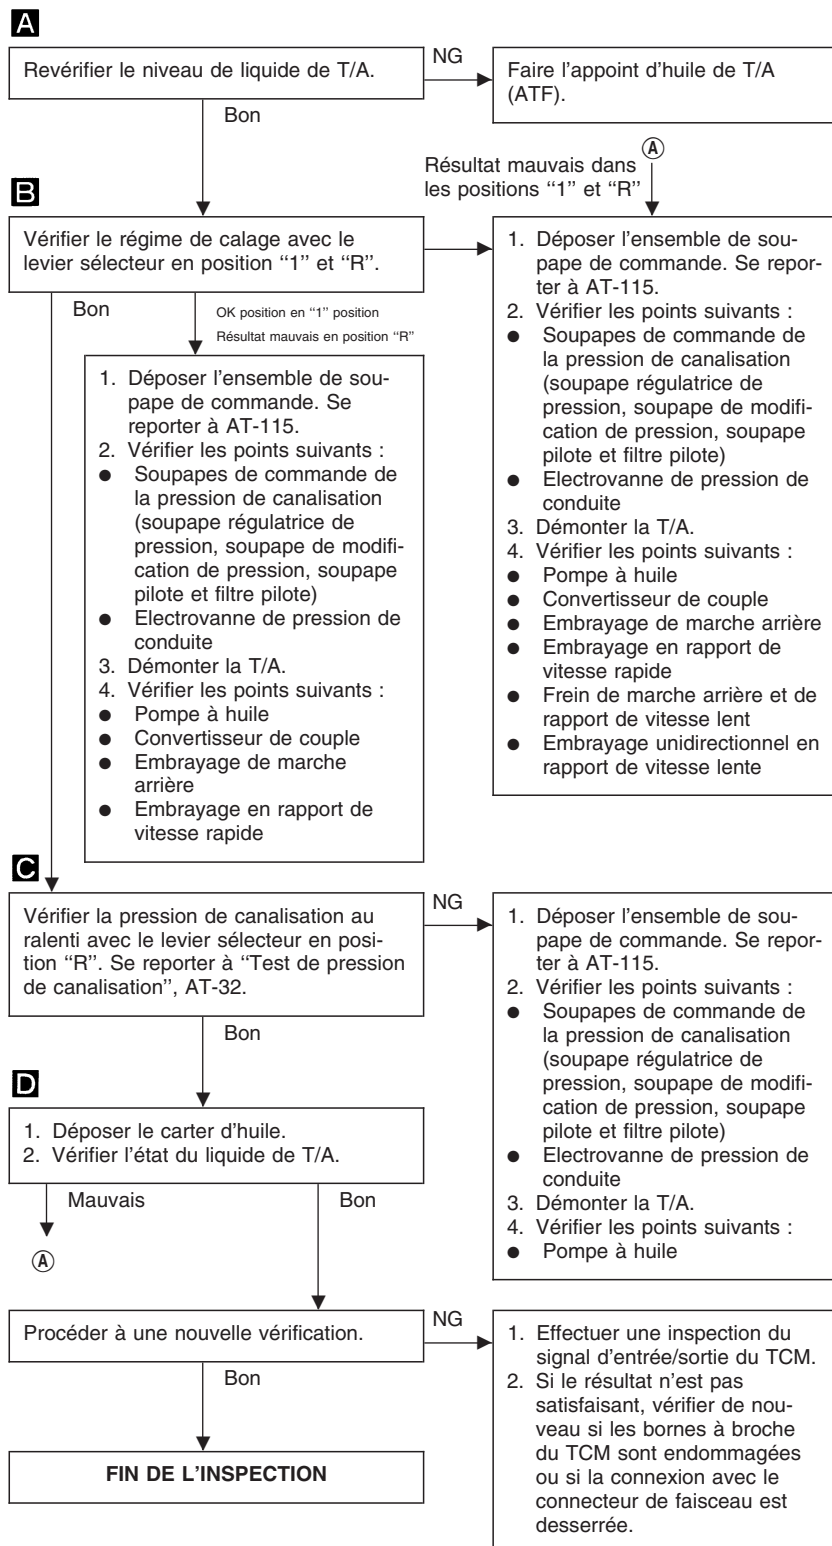 A
Revérifier le niveau de liquide de T/A.
NG
Faire l'appoint d'huile de T/A
(ATF).
Bon
A
Résultat mauvais dans
les positions “1” et “R”
B
Vérifier le régime de calage avec le
levier sélecteur en position “1” et “R”.
Bon
OK position en “1” position
Résultat mauvais en position “R”
1. Déposer l'ensemble de sou-
pape de commande. Se
reporter à AT-115.
2. Vérifier les points suivants :
● Soupapes de commande de
la pression de canalisation
(soupape régulatrice de
pression, soupape de modifi-
cation de pression, soupape
pilote et filtre pilote)
● Electrovanne de pression de
conduite
3. Démonter la T/A.
4. Vérifier les points suivants :
● Pompe à huile
● Convertisseur de couple
● Embrayage de marche
arrière
● Embrayage en rapport de
vitesse rapide
1. Déposer l'ensemble de sou-
pape de commande. Se repor-
ter à AT-115.
2. Vérifier les points suivants :
● Soupapes de commande de
la pression de canalisation
(soupape régulatrice de
pression, soupape de modifi-
cation de pression, soupape
pilote et filtre pilote)
● Electrovanne de pression de
conduite
3. Démonter la T/A.
4. Vérifier les points suivants :
● Pompe à huile
● Convertisseur de couple
● Embrayage de marche arrière
● Embrayage en rapport de
vitesse rapide
● Frein de marche arrière et de
rapport de vitesse lent
● Embrayage unidirectionnel en
rapport de vitesse lente
C
Vérifier la pression de canalisation au
ralenti avec le levier sélecteur en posi-
tion “R”. Se reporter à “Test de pression
de canalisation”, AT-32.
NG
1. Déposer l'ensemble de sou-
pape de commande. Se repor-
ter à AT-115.
2. Vérifier les points suivants :
● Soupapes de commande de
la pression de canalisation
(soupape régulatrice de
pression, soupape de modifi-
cation de pression, soupape
pilote et filtre pilote)
● Electrovanne de pression de
conduite
3. Démonter la T/A.
4. Vérifier les points suivants :
● Pompe à huile
Bon
D
1. Déposer le carter d'huile.
2. Vérifier l'état du liquide de T/A.
Mauvais
Bon
A
Procéder à une nouvelle vérification.
NG
1. Effectuer une inspection du
signal d'entrée/sortie du TCM.
2. Si le résultat n'est pas
satisfaisant, vérifier de nou-
veau si les bornes à broche
du TCM sont endommagées
ou si la connexion avec le
connecteur de faisceau est
desserrée.
Bon
FIN DE L'INSPECTION